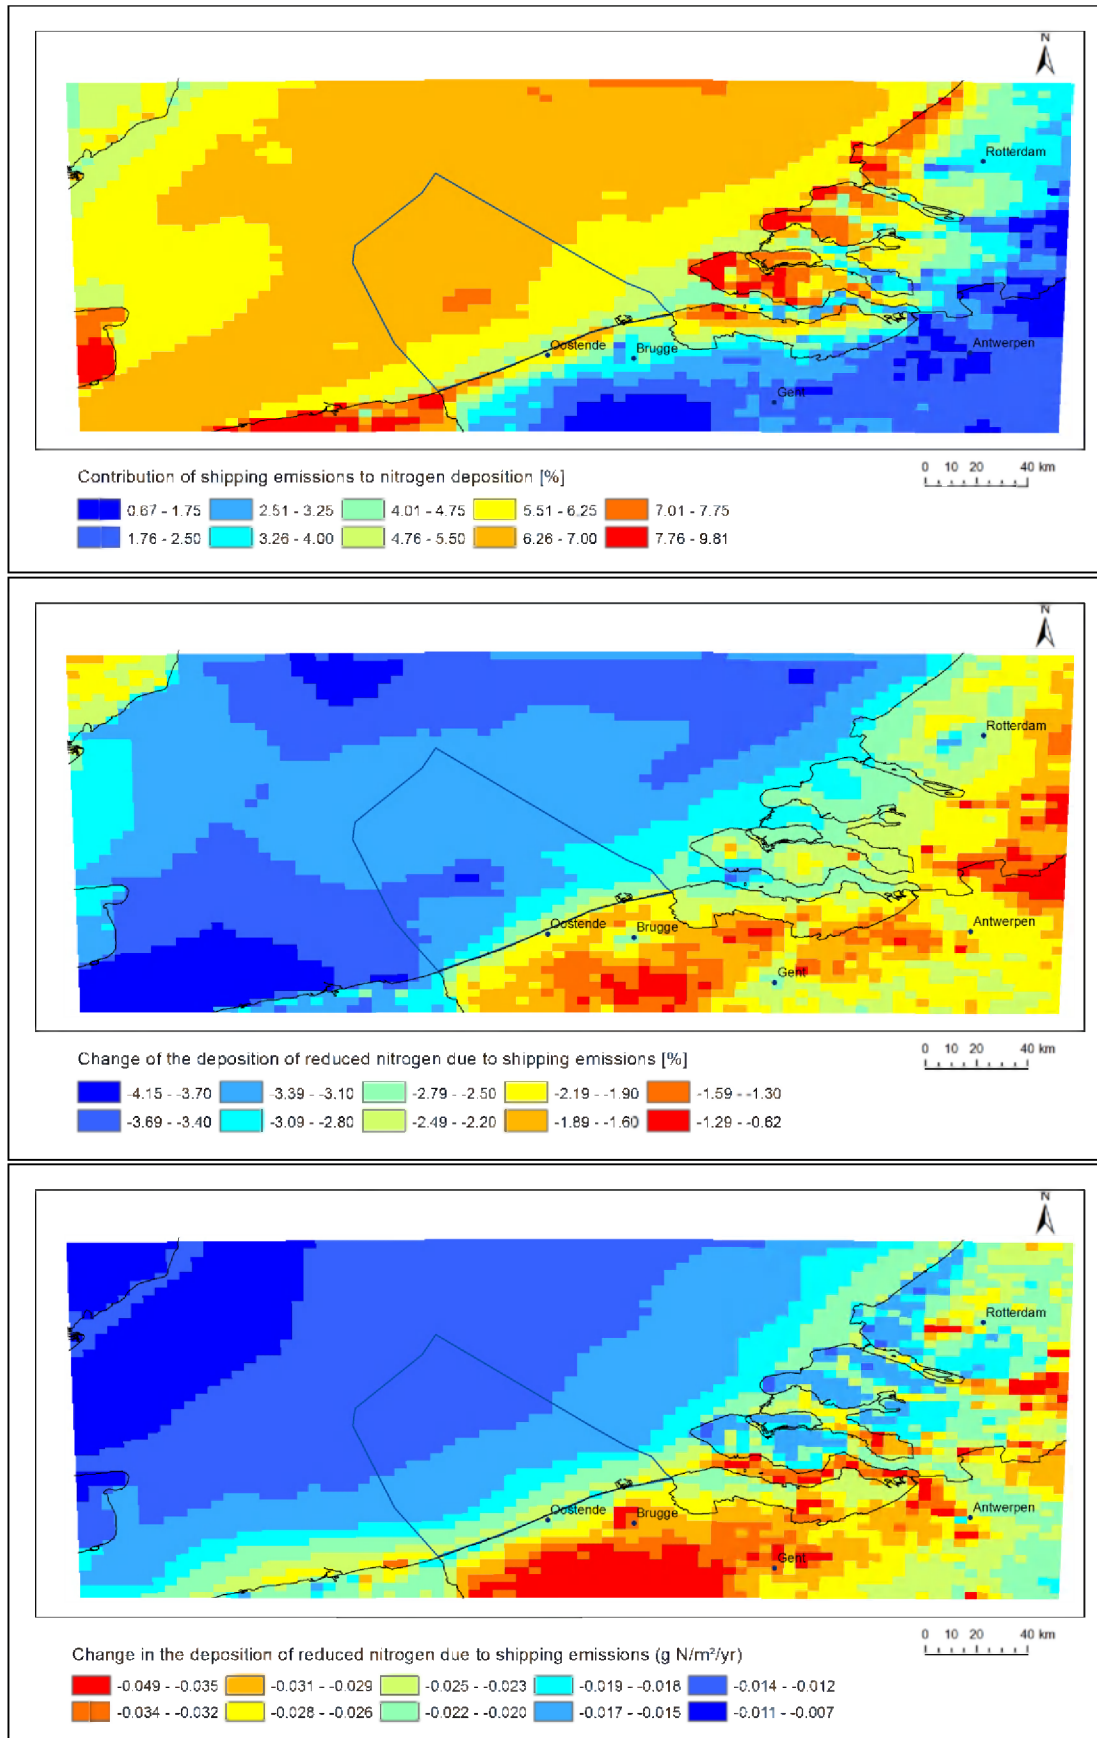 N
Rotterdam
Oostende
Brugge
Antwerpen
Gent
Contribution of shipping emissions to nitrogen deposition [%]
0 10 20 40 km
0.67 - 1.75 2.51 - 3.25 4.01 - 4.75 5.51 - 6.25 7.01 - 7.75
1.76 - 2.50 3.26 - 4.00 4.76 - 5.50 6.26 - 7.00 7.76 - 9.81
N
Rotterdam
Oostende
Brugge
Antwerpen
Gent
Change of the deposition of reduced nitrogen due to shipping emissions [%]
0 10 20 40 km
-4.15 - -3.70 -3.39 - -3.10 -2.79 - -2.50 -2.19 - -1.90 -1.59 - -1.30
-3.69 - -3.40 -3.09 - -2.80 -2.49 - -2.20 -1.89 - -1.60 -1.29 - -0.62
N
Rotterdam
Oostende
Brugge
Antwerpen
Gent
0 10 20 40 km
Change in the deposition of reduced nitrogen due to shipping emissions (g N/m²/yr)
-0.049 - -0.035 -0.031 - -0.029 -0.025 - -0.023 -0.019 - -0.018 -0.014 - -0.012
-0.034 - -0.032 -0.028 - -0.026 -0.022 - -0.020 -0.017 - -0.015 -0.011 - -0.007